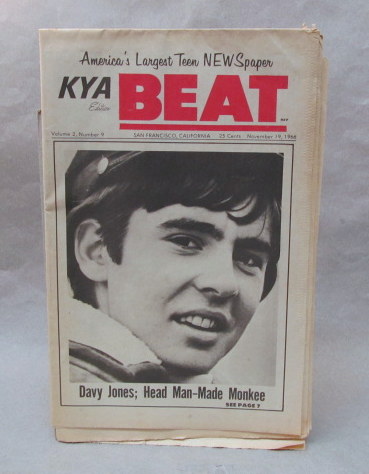 America's Largest Teen NEWSpaper
KYA BEAT
Edition
Volume 2, Number 9 SAN FRANCISCO, CALIFORNIA 25 Cents November 19, 1966
Davy Jones; Head Man-Made Monkee
SEE PAGE 7